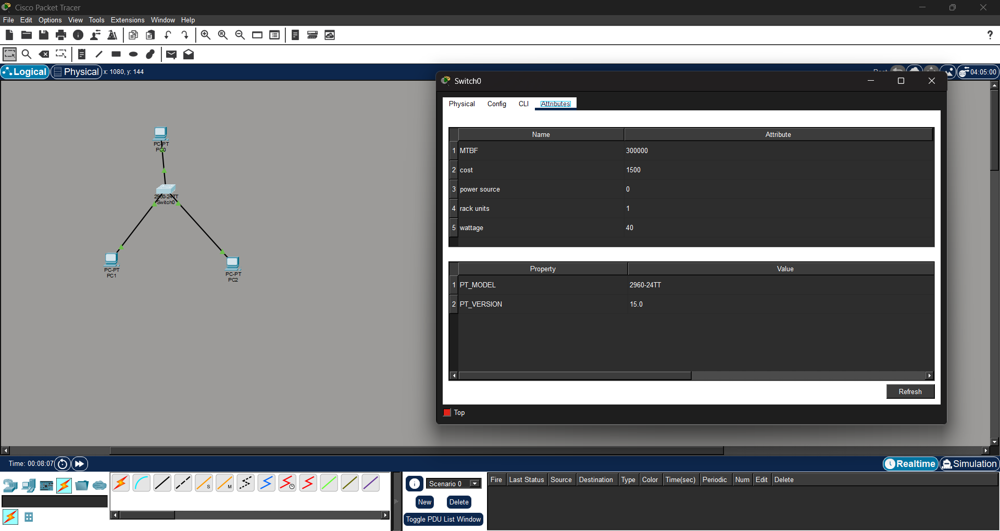 Cisco Packet Tracer
File Edit Options View Tools Extensions Window Help
?
Logical Physical x: 1080, y: 144
04:05:00
PC-PT
PC0
2960-24TT
Switch0
PC-PT
PC1
PC-PT
PC2
Switch0
Physical Config CLI Attributes
Name Attribute
1 MTBF 300000
2 cost 1500
3 power source 0
4 rack units 1
5 wattage 40
Property Value
1 PT_MODEL 2960-24TT
2 PT_VERSION 15.0
Refresh
Top
Time: 00:08:07
Realtime Simulation
S M
Scenario 0
New Delete
Toggle PDU List Window
Fire Last Status Source Destination Type Color Time(sec) Periodic Num Edit Delete